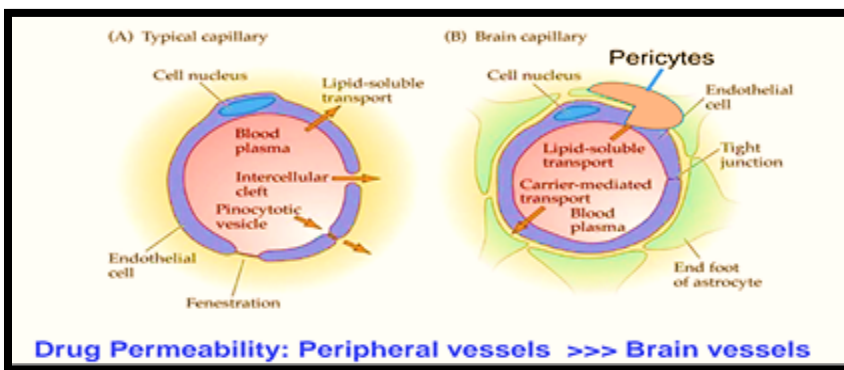 (A) Typical capillary
Cell nucleus
Lipid-soluble
transport
Blood
plasma
Intercellular
cleft
Pinocytotic
vesicle
Endothelial
cell
Fenestration
(B) Brain capillary
Pericytes
Cell nucleus
Endothelial
cell
Lipid-soluble
transport
Tight
junction
Carrier-mediated
transport
Blood
plasma
End foot
of astrocyte
Drug Permeability: Peripheral vessels >>> Brain vessels